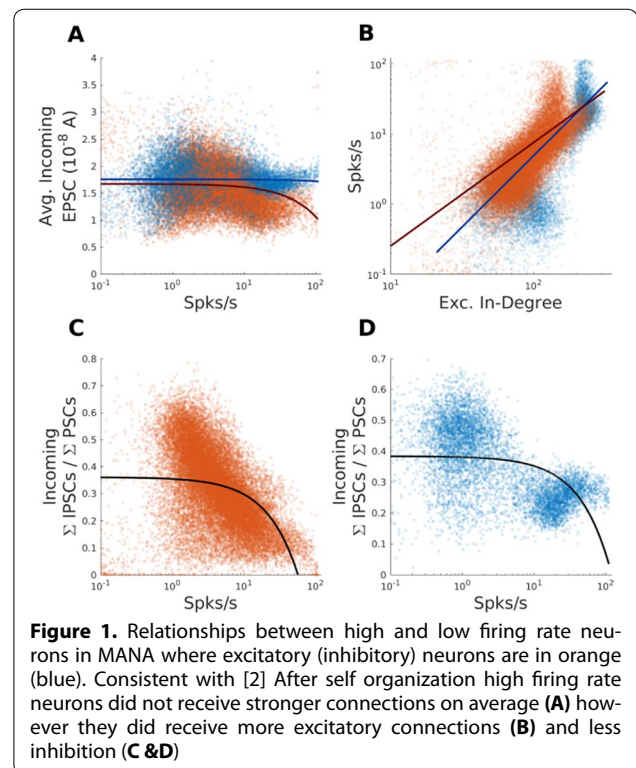 A
B
Avg. Incoming
EPSC (10-8 A)
4
3.5
3
2.5
2
1.5
1
0.5
0
10-1
100
101
102
Spks/s
Spks/s
102
101
100
10-1
101
102
Exc. In-Degree
C
D
Incoming
Σ IPSCs / Σ PSCs
0.8
0.7
0.6
0.5
0.4
0.3
0.2
0.1
0
10-1
100
101
102
Spks/s
Incoming
Σ IPSCs / Σ PSCs
0.7
0.6
0.5
0.4
0.3
0.2
0.1
0
10-1
100
101
102
Spks/s
Figure 1. Relationships between high and low firing rate neu-
rons in MANA where excitatory (inhibitory) neurons are in orange
(blue). Consistent with [2] After self organization high firing rate
neurons did not receive stronger connections on average (A) how-
ever they did receive more excitatory connections (B) and less
inhibition (C &D)